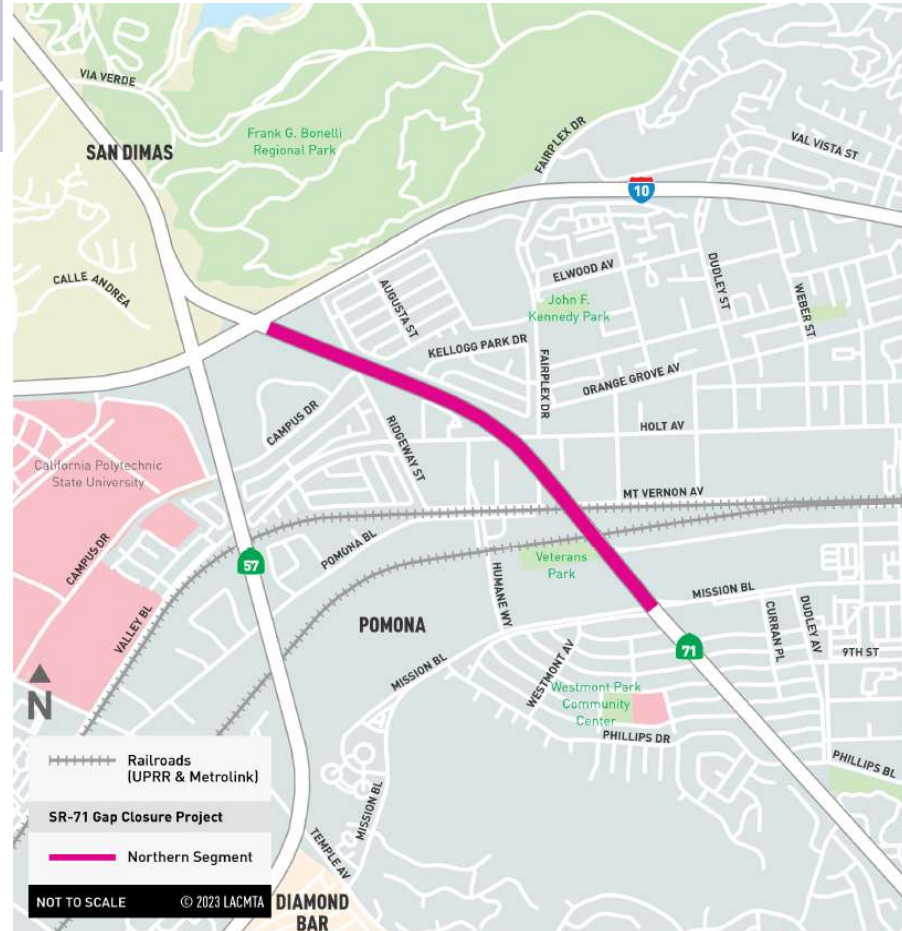 VIA VERDE
SAN DIMAS
Frank G. Bonelli
Regional Park
FAIRPLEX DR
VAL VISTA ST
10
CALLE ANDREA
AUGUSTA ST
ELWOOD AV
DUDLEY ST
WEBER ST
John F.
Kennedy Park
KELLOGG PARK DR
FAIRPLEX DR
ORANGE GROVE AV
CAMPUS DR
RIDGEWAY ST
HOLT AV
California Polytechnic
State University
MT VERNON AV
CAMPUS DR
57
POMONA BL
Veterans
Park
VALLEY BL
HUMANE WY
MISSION BL
POMONA
CURRAN PL
DUDLEY AV
71
9TH ST
MISSION BL
WESTMONT AV
Westmont Park
Community
Center
N
PHILLIPS DR
PHILLIPS BL
Railroads
(UPRR & Metrolink)
SR-71 Gap Closure Project
Northern Segment
MISSION BL
TEMPLE AV
NOT TO SCALE
© 2023 LACMTA
DIAMOND
BAR